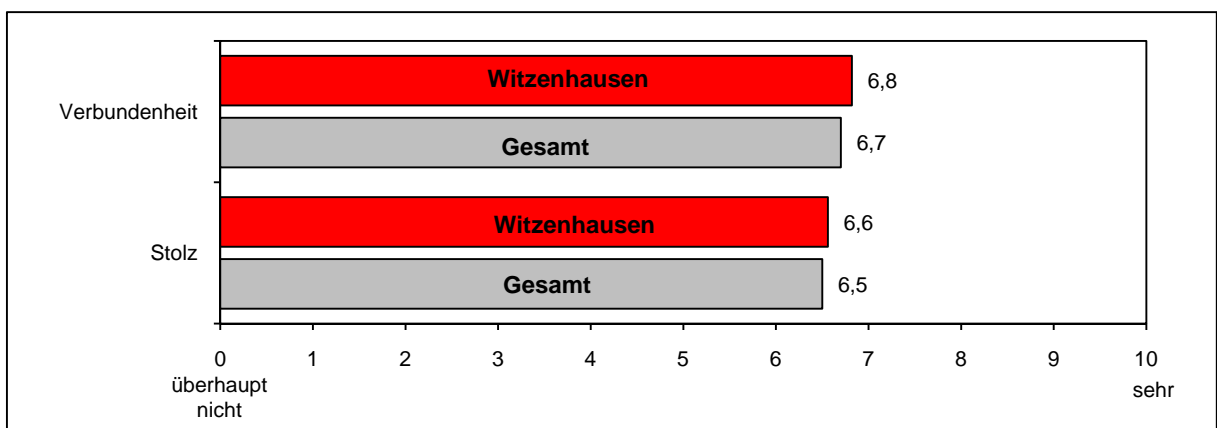 Witzenhausen
6,8
Verbundenheit
Gesamt
6,7
Witzenhausen
6,6
Stolz
Gesamt
6,5
0 1 2 3 4 5 6 7 8 9 10
überhaupt
nicht
sehr